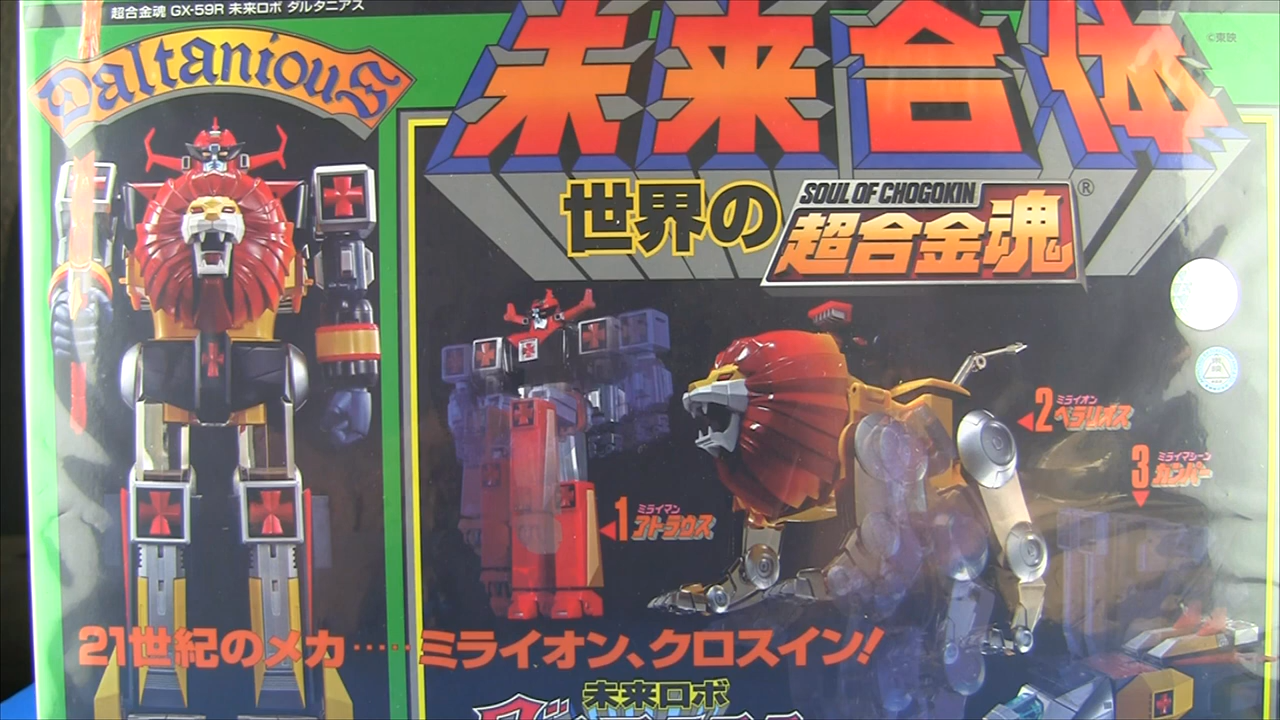 超合金魂 GX-59R 未来ロボ ダルタニアス
Daltanious
未来合体
©東映
世界の
SOUL OF CHOGOKIN
超合金魂®
2 ミライオン
ベラリオス
3 ミライマシーン
ガンパー
1 ミライマン
アトラウス
21世紀のメカ‥‥ミライオン、クロスイン!
未来ロボ